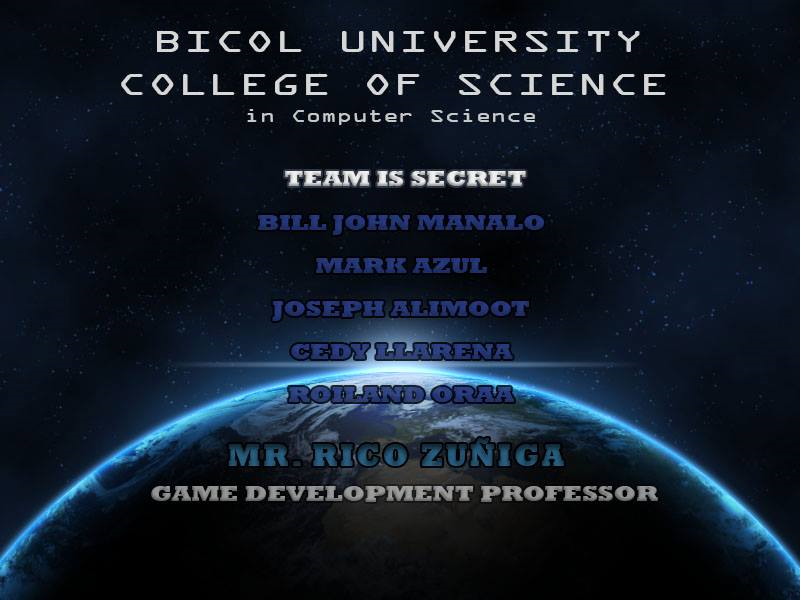 BICOL UNIVERSITY
COLLEGE OF SCIENCE
in Computer Science
TEAM IS SECRET
BILL JOHN MANALO
MARK AZUL
JOSEPH ALIMOOT
CEDY LLARENA
ROILAND ORAA
MR. RICO ZUÑIGA
GAME DEVELOPMENT PROFESSOR